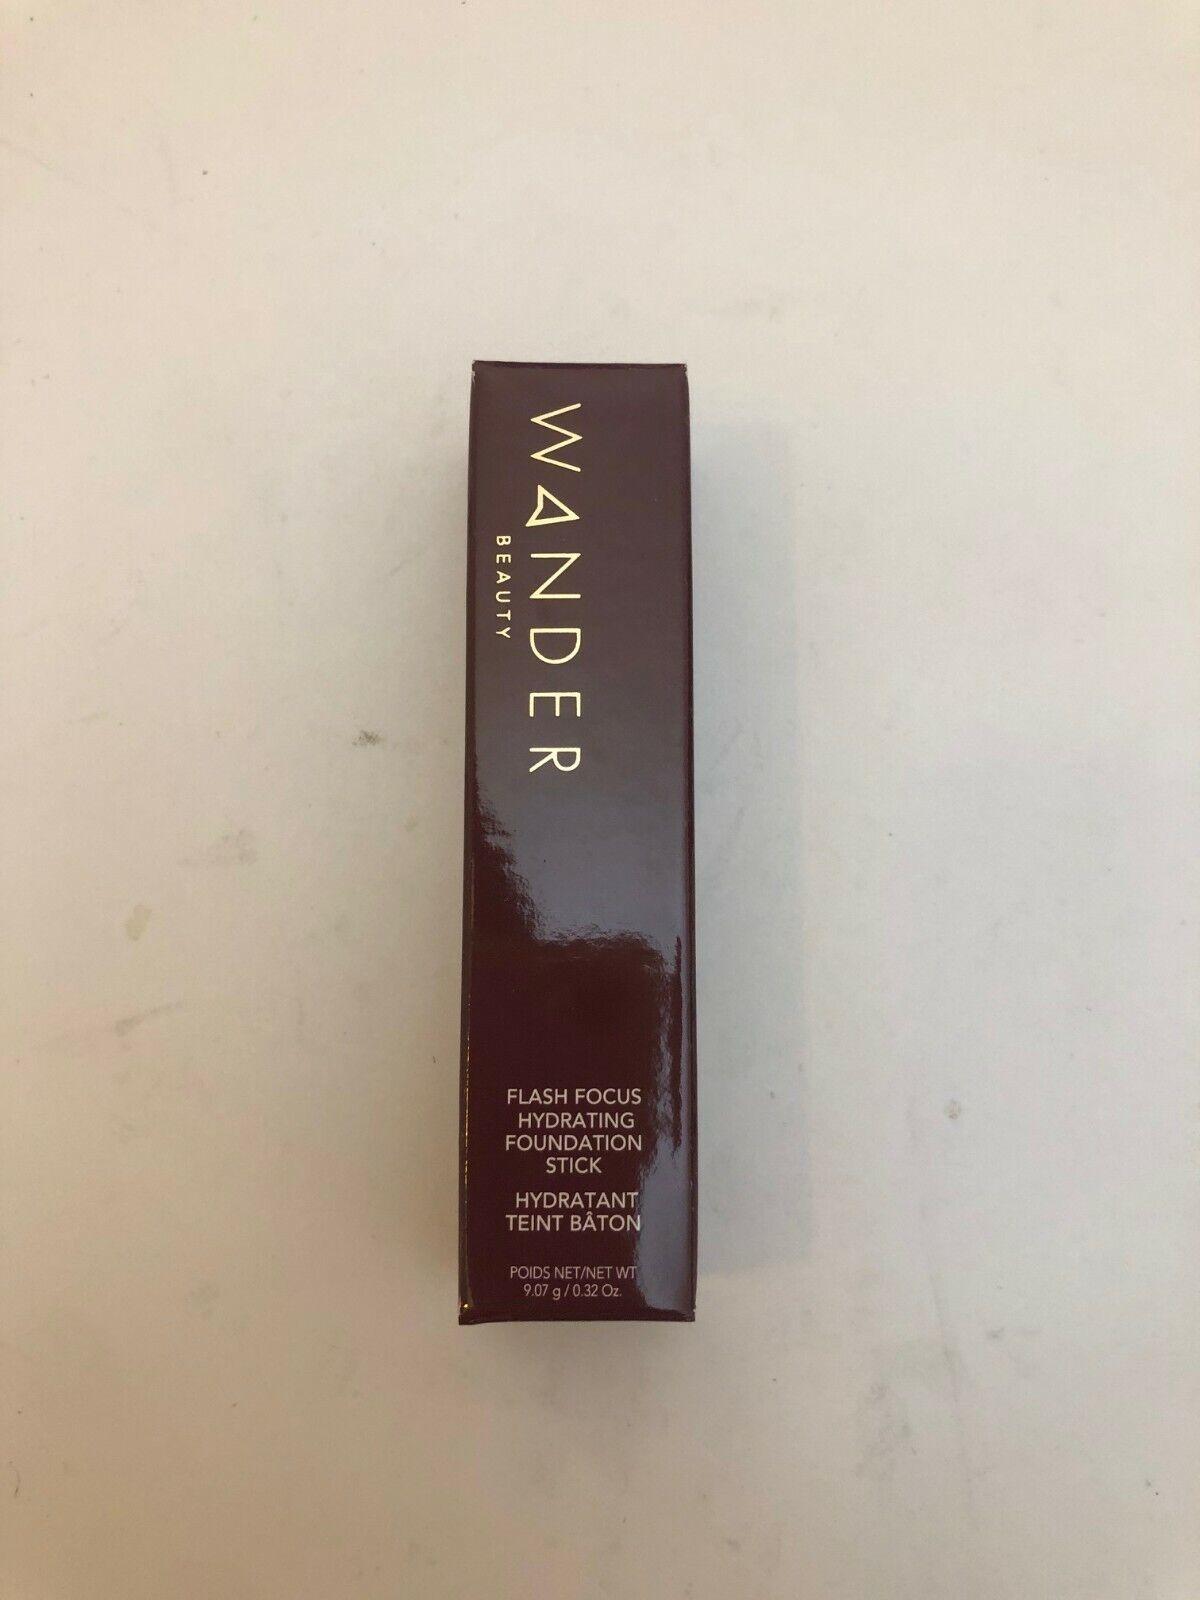 WANDER
BEAUTY
FLASH FOCUS
HYDRATING
FOUNDATION
STICK
HYDRATANT
TEINT BÂTON
POIDS NET/NET WT
9.07 g / 0.32 Oz.